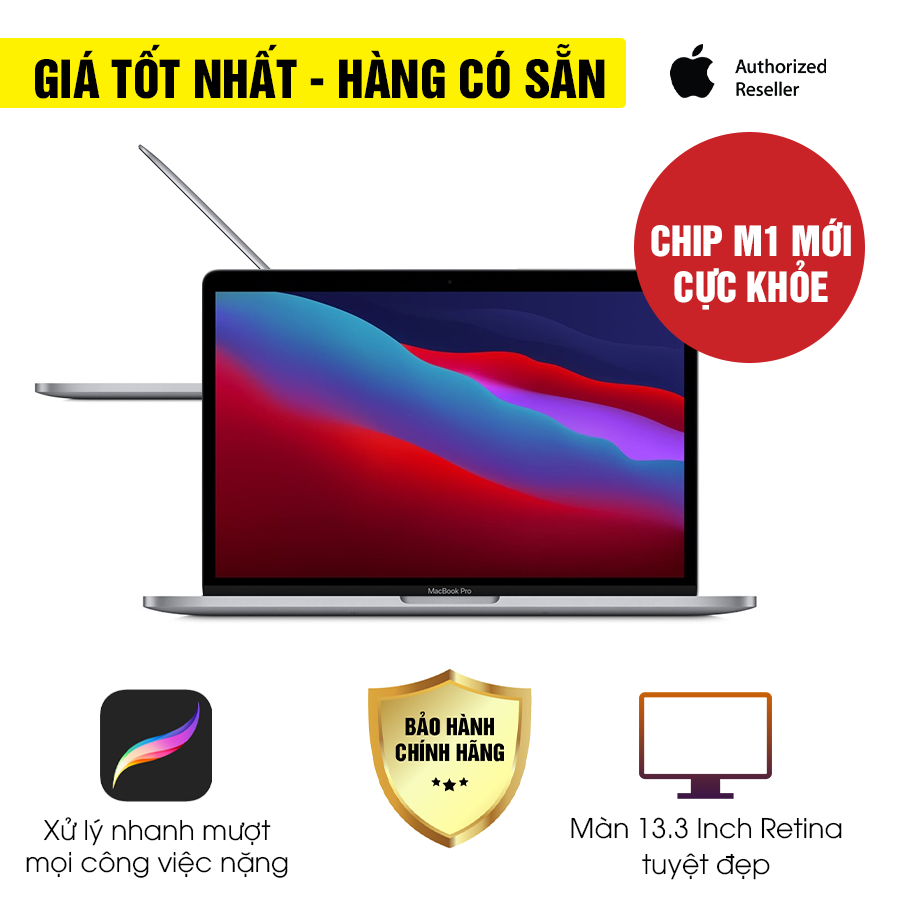 GIÁ TỐT NHẤT - HÀNG CÓ SẴN
Authorized
Reseller
CHIP M1 MỚI
CỰC KHỎE
MacBook Pro
BẢO HÀNH
CHÍNH HÃNG
Xử lý nhanh mượt
mọi công việc nặng
Màn 13.3 Inch Retina
tuyệt đẹp